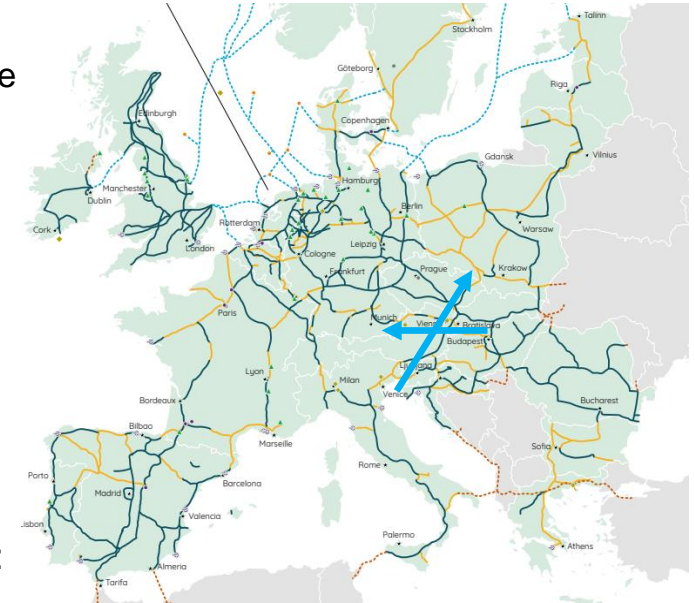 Talinn
Stockholm
e
Göteborg
Riga
Edinburgh
Copenhagen
Vilnius
Gdansk
Manchester
Hamburg
Dublin
Berlin
Cork
Rotterdam
Warsaw
London
Leipzig
Cologne
Krakow
Prague
Frankfurt
Paris
Munich
Bratislava
Budapest
Lyon
Milan
Venice
Bordeaux
Bucharest
Bilbao
Marseille
Sofia
Rome
Porto
Barcelona
Madrid
Valencia
Palermo
Athens
Almeria
Tarifa